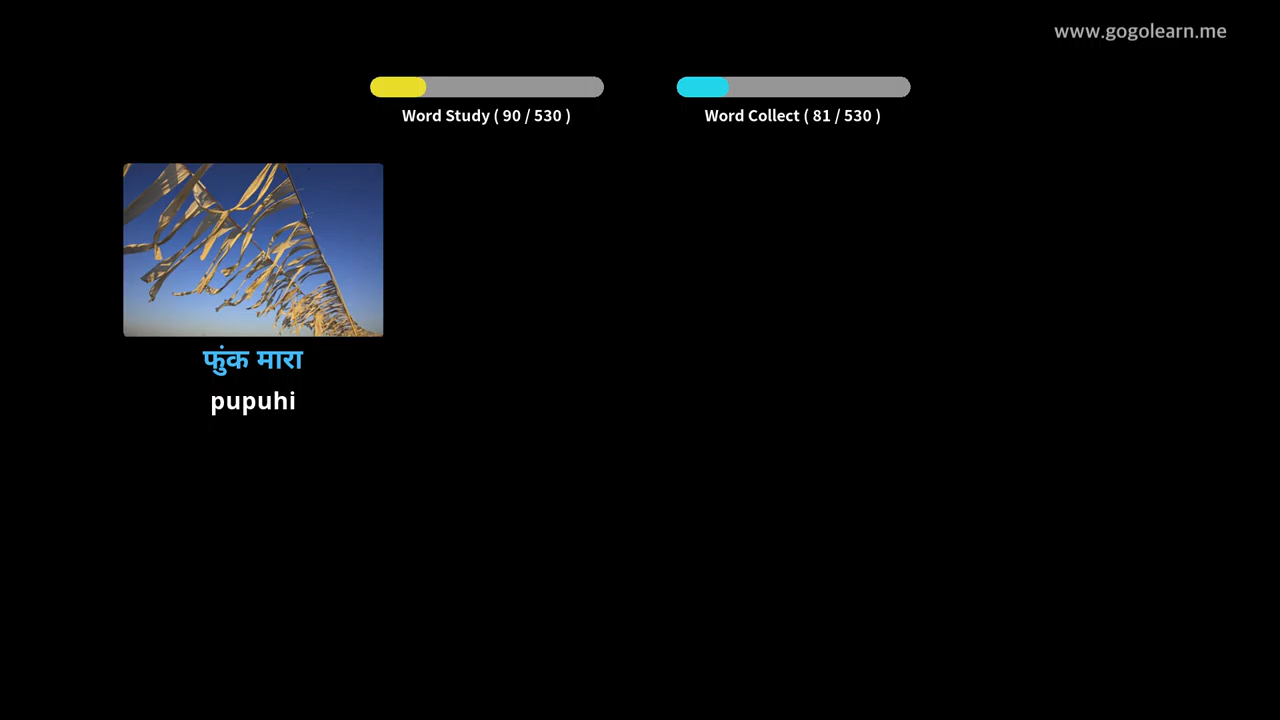 www.gogolearn.me
Word Study ( 90 / 530 )
Word Collect ( 81 / 530 )
फुंक मारा
pupuhi